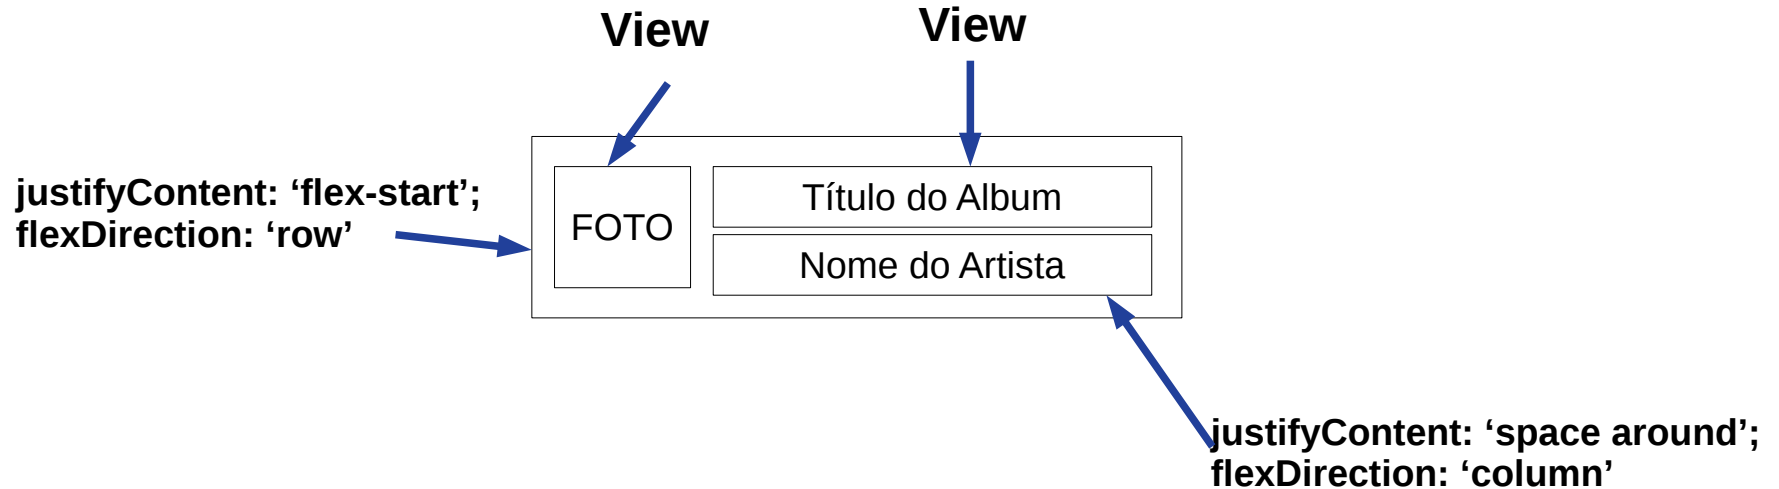 View
View
justifyContent: ‘flex-start’;
flexDirection: ‘row’
FOTO
Título do Album
Nome do Artista
justifyContent: ‘space around’;
flexDirection: ‘column’